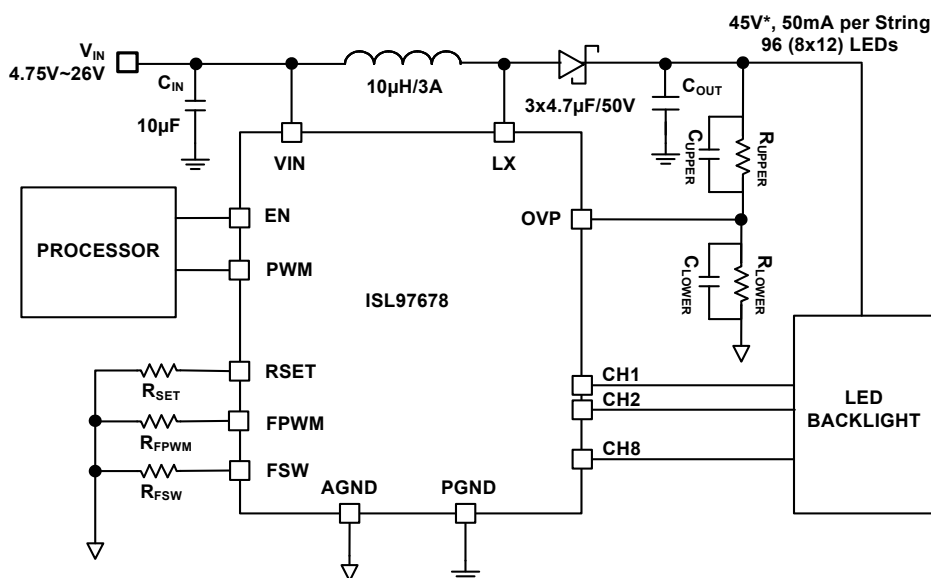 45V*, 50mA per String
96 (8x12) LEDs
VIN
4.75V~26V
CIN
10µF
10µH/3A
3x4.7µF/50V
COUT
CUPPER
RUPPER
VIN
LX
EN
OVP
PROCESSOR
PWM
CLOWER
RLOWER
ISL97678
RSET
RSET
CH1
CH2
LED
BACKLIGHT
FPWM
RFPWM
CH8
FSW
RFSW
AGND
PGND